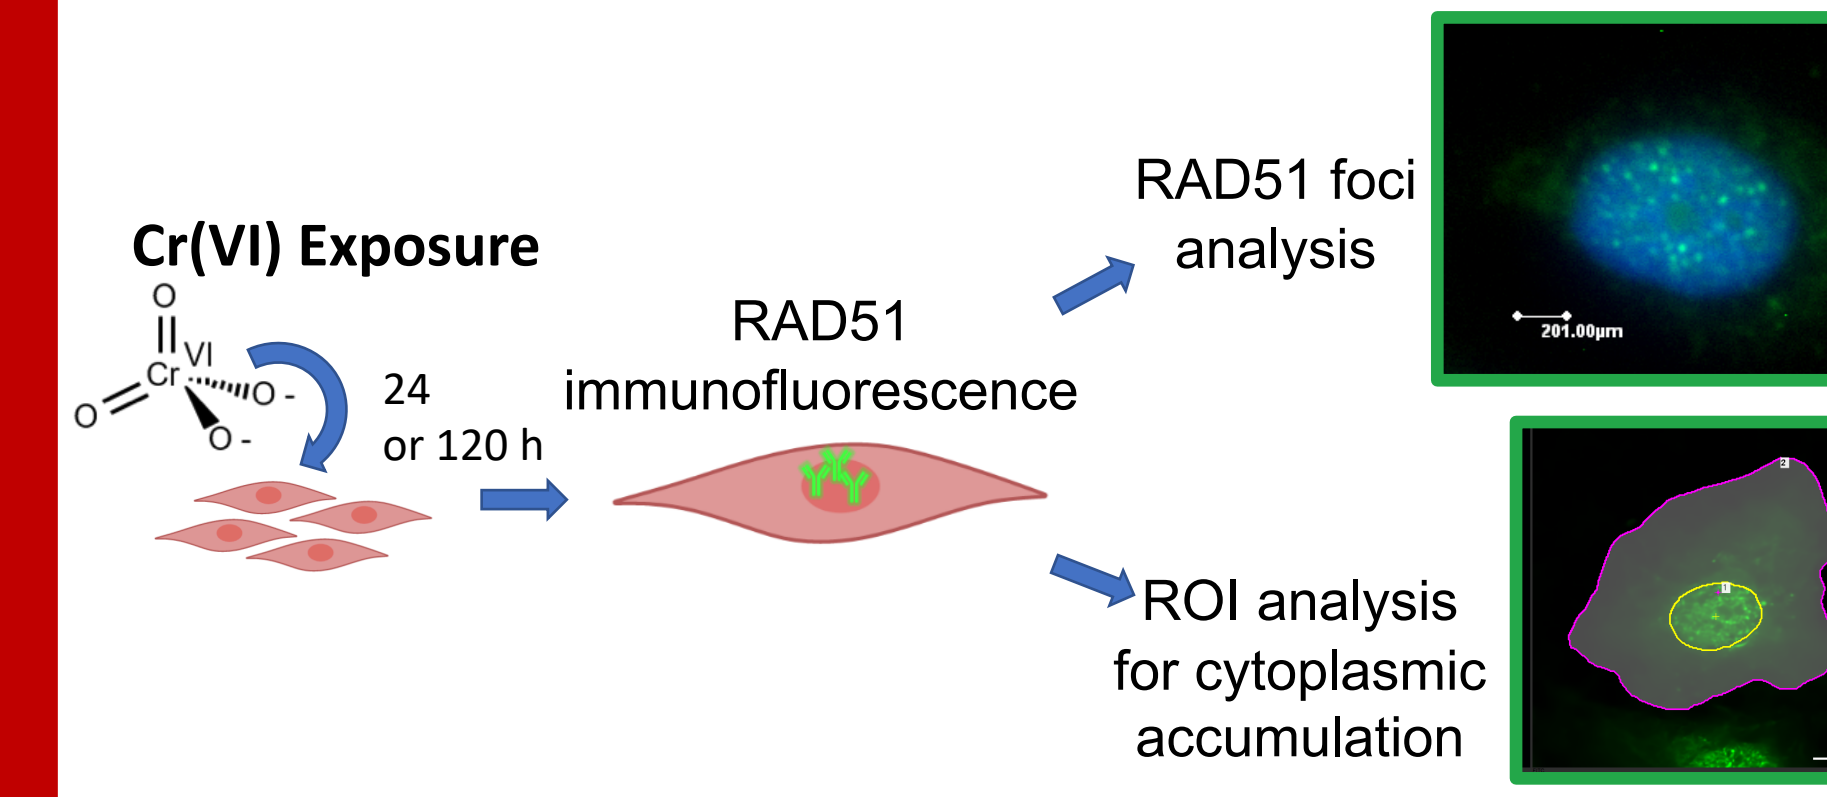 Cr(VI) Exposure
O
VI
Cr
O -
O
O -
24
or 120 h
RAD51
immunofluorescence
RAD51 foci
analysis
201.00µm
ROI analysis
for cytoplasmic
accumulation
2
1